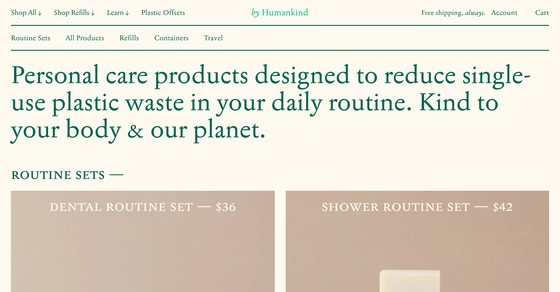 Shop All ↓ Shop Refills ↓ Learn ↓ Plastic Offsets by Humankind Free shipping, always. Account Cart
Routine Sets All Products Refills Containers Travel
Personal care products designed to reduce single-
use plastic waste in your daily routine. Kind to
your body & our planet.
ROUTINE SETS —
DENTAL ROUTINE SET — $36 SHOWER ROUTINE SET — $42